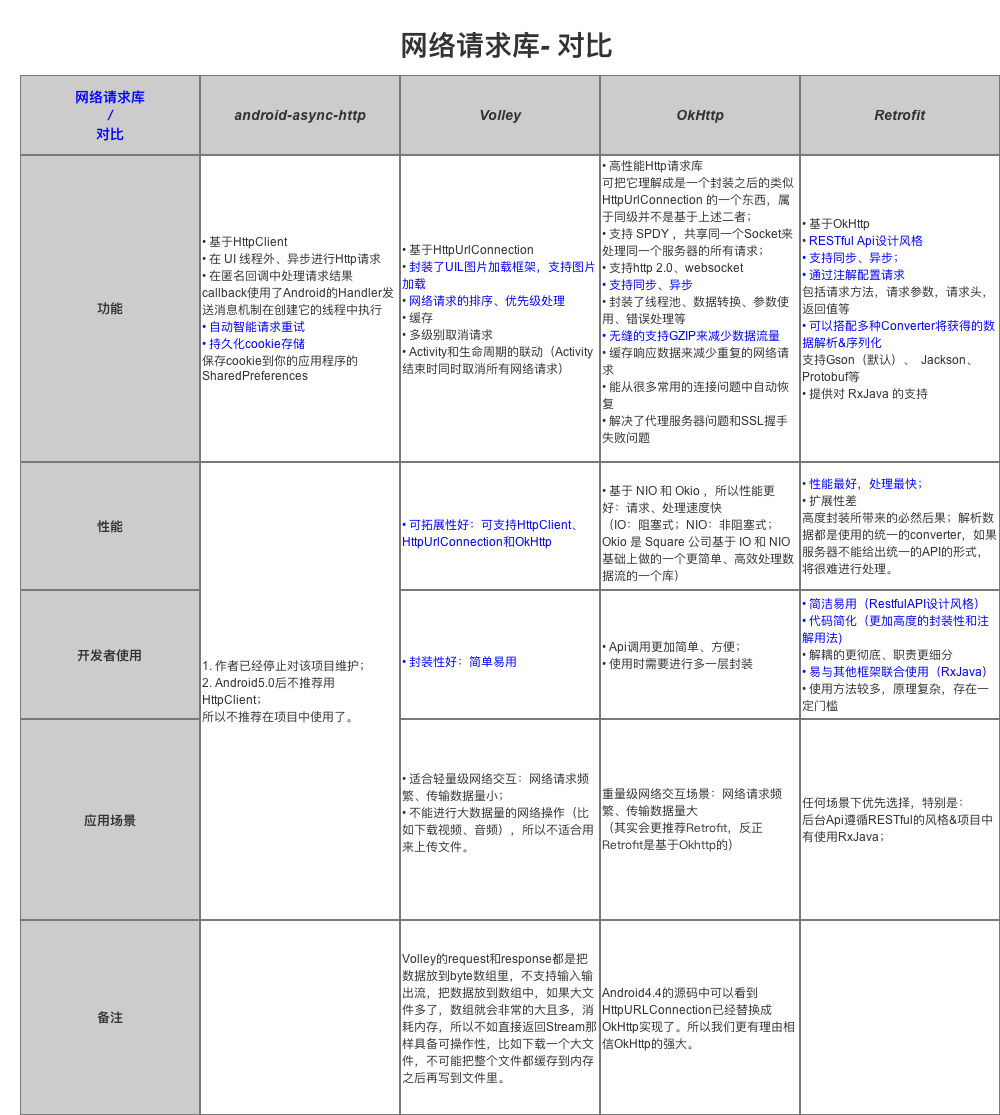 网络请求库- 对比
网络请求库
/
对比
android-async-http
Volley
OkHttp
Retrofit
功能
• 基于HttpClient
• 在 UI 线程外、异步进行Http请求
• 在匿名回调中处理请求结果
callback使用了Android的Handler发
送消息机制在创建它的线程中执行
• 自动智能请求重试
• 持久化cookie存储
保存cookie到你的应用程序的
SharedPreferences
• 基于HttpUrlConnection
• 封装了UIL图片加载框架，支持图片
加载
• 网络请求的排序、优先级处理
• 缓存
• 多级别取消请求
• Activity和生命周期的联动（Activity
结束时同时取消所有网络请求）
• 高性能Http请求库
可把它理解成是一个封装之后的类似
HttpUrlConnection 的一个东西，属
于同级并不是基于上述二者；
• 支持 SPDY ，共享同一个Socket来
处理同一个服务器的所有请求；
• 支持http 2.0、websocket
• 支持同步、异步
• 封装了线程池、数据转换、参数使
用、错误处理等
• 无缝的支持GZIP来减少数据流量
• 缓存响应数据来减少重复的网络请
求
• 能从很多常用的连接问题中自动恢
复
• 解决了代理服务器问题和SSL握手
失败问题
• 基于OkHttp
• RESTful Api设计风格
• 支持同步、异步；
• 通过注解配置请求
包括请求方法，请求参数，请求头，
返回值等
• 可以搭配多种Converter将获得的数
据解析&序列化
支持Gson（默认）、 Jackson、
Protobuf等
• 提供对 RxJava 的支持
性能
1. 作者已经停止对该项目维护；
2. Android5.0后不推荐用
HttpClient；
所以不推荐在项目中使用了。
• 可拓展性好：可支持HttpClient、
HttpUrlConnection和OkHttp
• 基于 NIO 和 Okio ，所以性能更
好：请求、处理速度快
（IO：阻塞式；NIO：非阻塞式；
Okio 是 Square 公司基于 IO 和 NIO
基础上做的一个更简单、高效处理数
据流的一个库）
• 性能最好，处理最快；
• 扩展性差
高度封装所带来的必然后果；解析数
据都是使用的统一的converter，如果
服务器不能给出统一的API的形式，
将很难进行处理。
开发者使用
• 封装性好：简单易用
• Api调用更加简单、方便；
• 使用时需要进行多一层封装
• 简洁易用（RestfulAPI设计风格）
• 代码简化（更加高度的封装性和注
解用法)
• 解耦的更彻底、职责更细分
• 易与其他框架联合使用（RxJava）
• 使用方法较多，原理复杂，存在一
定门槛
应用场景
• 适合轻量级网络交互：网络请求频
繁、传输数据量小；
• 不能进行大数据量的网络操作（比
如下载视频、音频），所以不适合用
来上传文件。
重量级网络交互场景：网络请求频
繁、传输数据量大
（其实会更推荐Retrofit，反正
Retrofit是基于Okhttp的）
任何场景下优先选择，特别是：
后台Api遵循RESTful的风格&项目中
有使用RxJava；
备注
Volley的request和response都是把
数据放到byte数组里，不支持输入输
出流，把数据放到数组中，如果大文
件多了，数组就会非常的大且多，消
耗内存，所以不如直接返回Stream那
样具备可操作性，比如下载一个大文
件，不可能把整个文件都缓存到内存
之后再写到文件里。
Android4.4的源码中可以看到
HttpURLConnection已经替换成
OkHttp实现了。所以我们更有理由相
信OkHttp的强大。